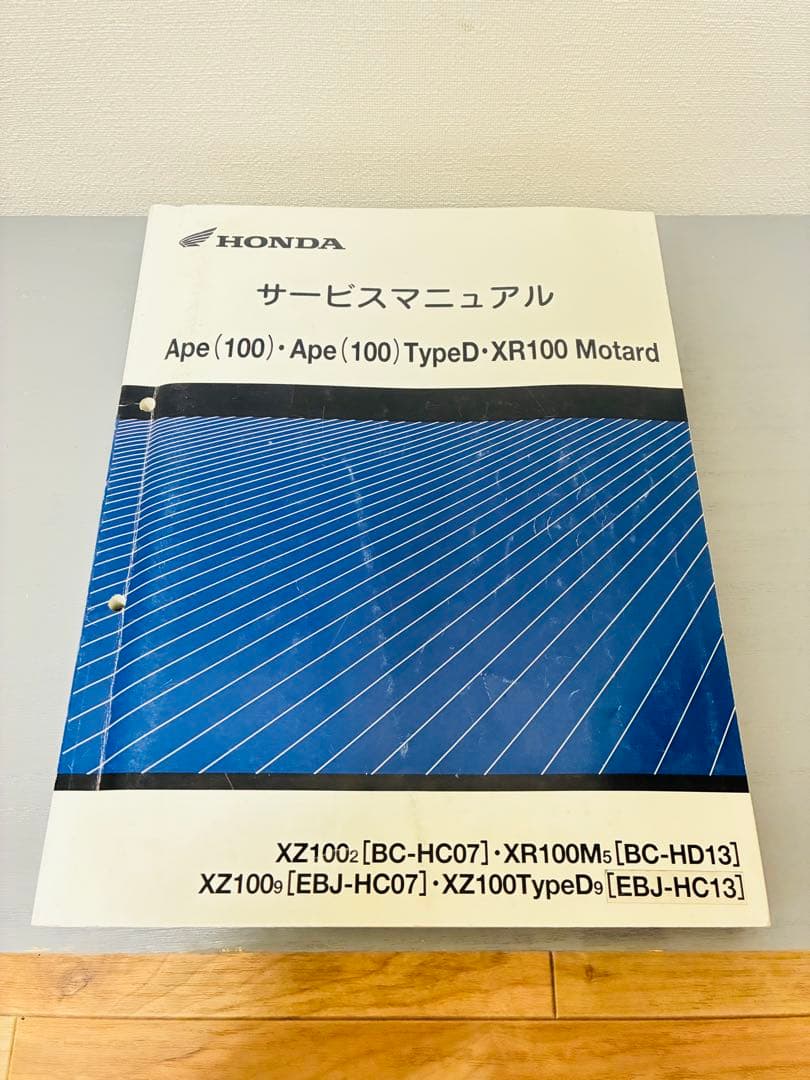 HONDA
サービスマニュアル
Ape(100)・Ape(100)TypeD・XR100 Motard
XZ1002[BC-HC07]・XR100M5[BC-HD13]
XZ1009[EBJ-HC07]・XZ100TypeD9[EBJ-HC13]